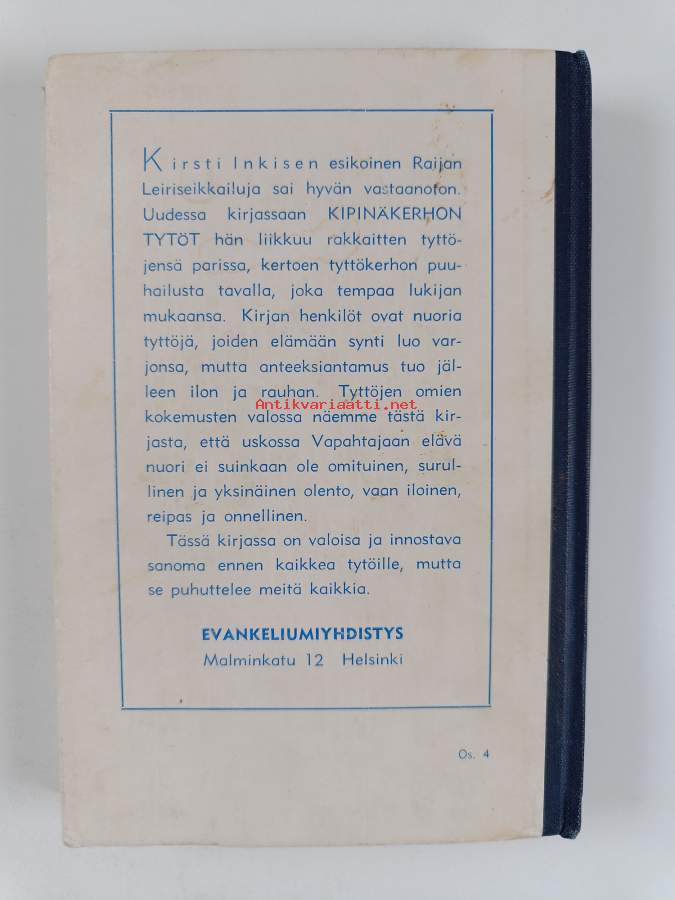 Kirsti Inkisen esikoinen Raijan
Leiriseikkailuja sai hyvän vastaanoton.
Uudessa kirjassaan KIPINÄKERHON
TYTÖT hän liikkuu rakkaitten tyttö-
jensä parissa, kertoen tyttökerhon puu-
hailusta tavalla, joka tempaa lukijan
mukaansa. Kirjan henkilöt ovat nuoria
tyttöjä, joiden elämään synti luo var-
jonsa, mutta anteeksiantamus tuo jäl-
leen ilon ja rauhan. Tyttöjen omien
Antikvariaatti.net
kokemusten valossa näemme tästä kir-
jasta, että uskossa Vapahtajaan elävä
nuori ei suinkaan ole omituinen, surul-
linen ja yksinäinen olento, vaan iloinen,
reipas ja onnellinen.
Tässä kirjassa on valoisa ja innostava
sanoma ennen kaikkea tytöille, mutta
se puhuttelee meitä kaikkia.
EVANKELIUMIYHDISTYS
Malminkatu 12 Helsinki
Os. 4